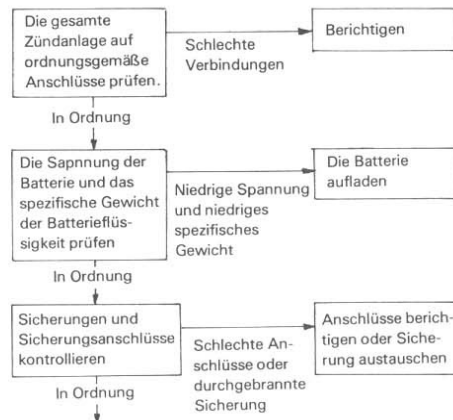 Die gesamte
Zündanlage auf
ordnungsgemäße
Anschlüsse prüfen.
Schlechte
Verbindungen
Berichtigen
In Ordnung
Die Sapnnung der
Batterie und das
spezifische Gewicht
der Batterieflüs-
sigkeit prüfen
Niedrige Spannung
und niedriges
spezifisches
Gewicht
Die Batterie
aufladen
In Ordnung
Sicherungen und
Sicherungsanschlüsse
kontrollieren
Schlechte An-
schlüsse oder
durchgebrannte
Sicherung
Anschlüsse berich-
tigen oder Siche-
rung austauschen
In Ordnung